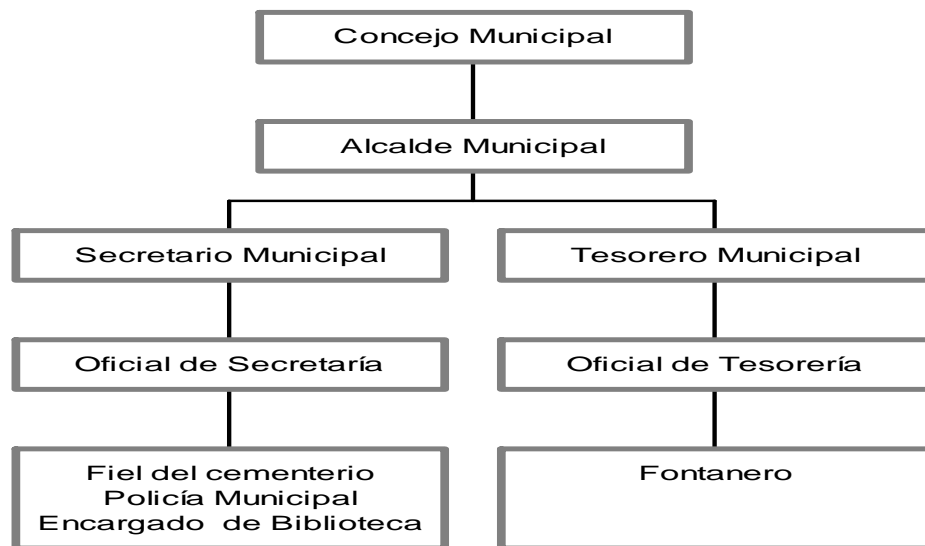 Concejo Municipal
Alcalde Municipal
Secretario Municipal
Tesorero Municipal
Oficial de Secretaría
Oficial de Tesorería
Fiel del cementerio
Policía Municipal
Encargado de Biblioteca
Fontanero